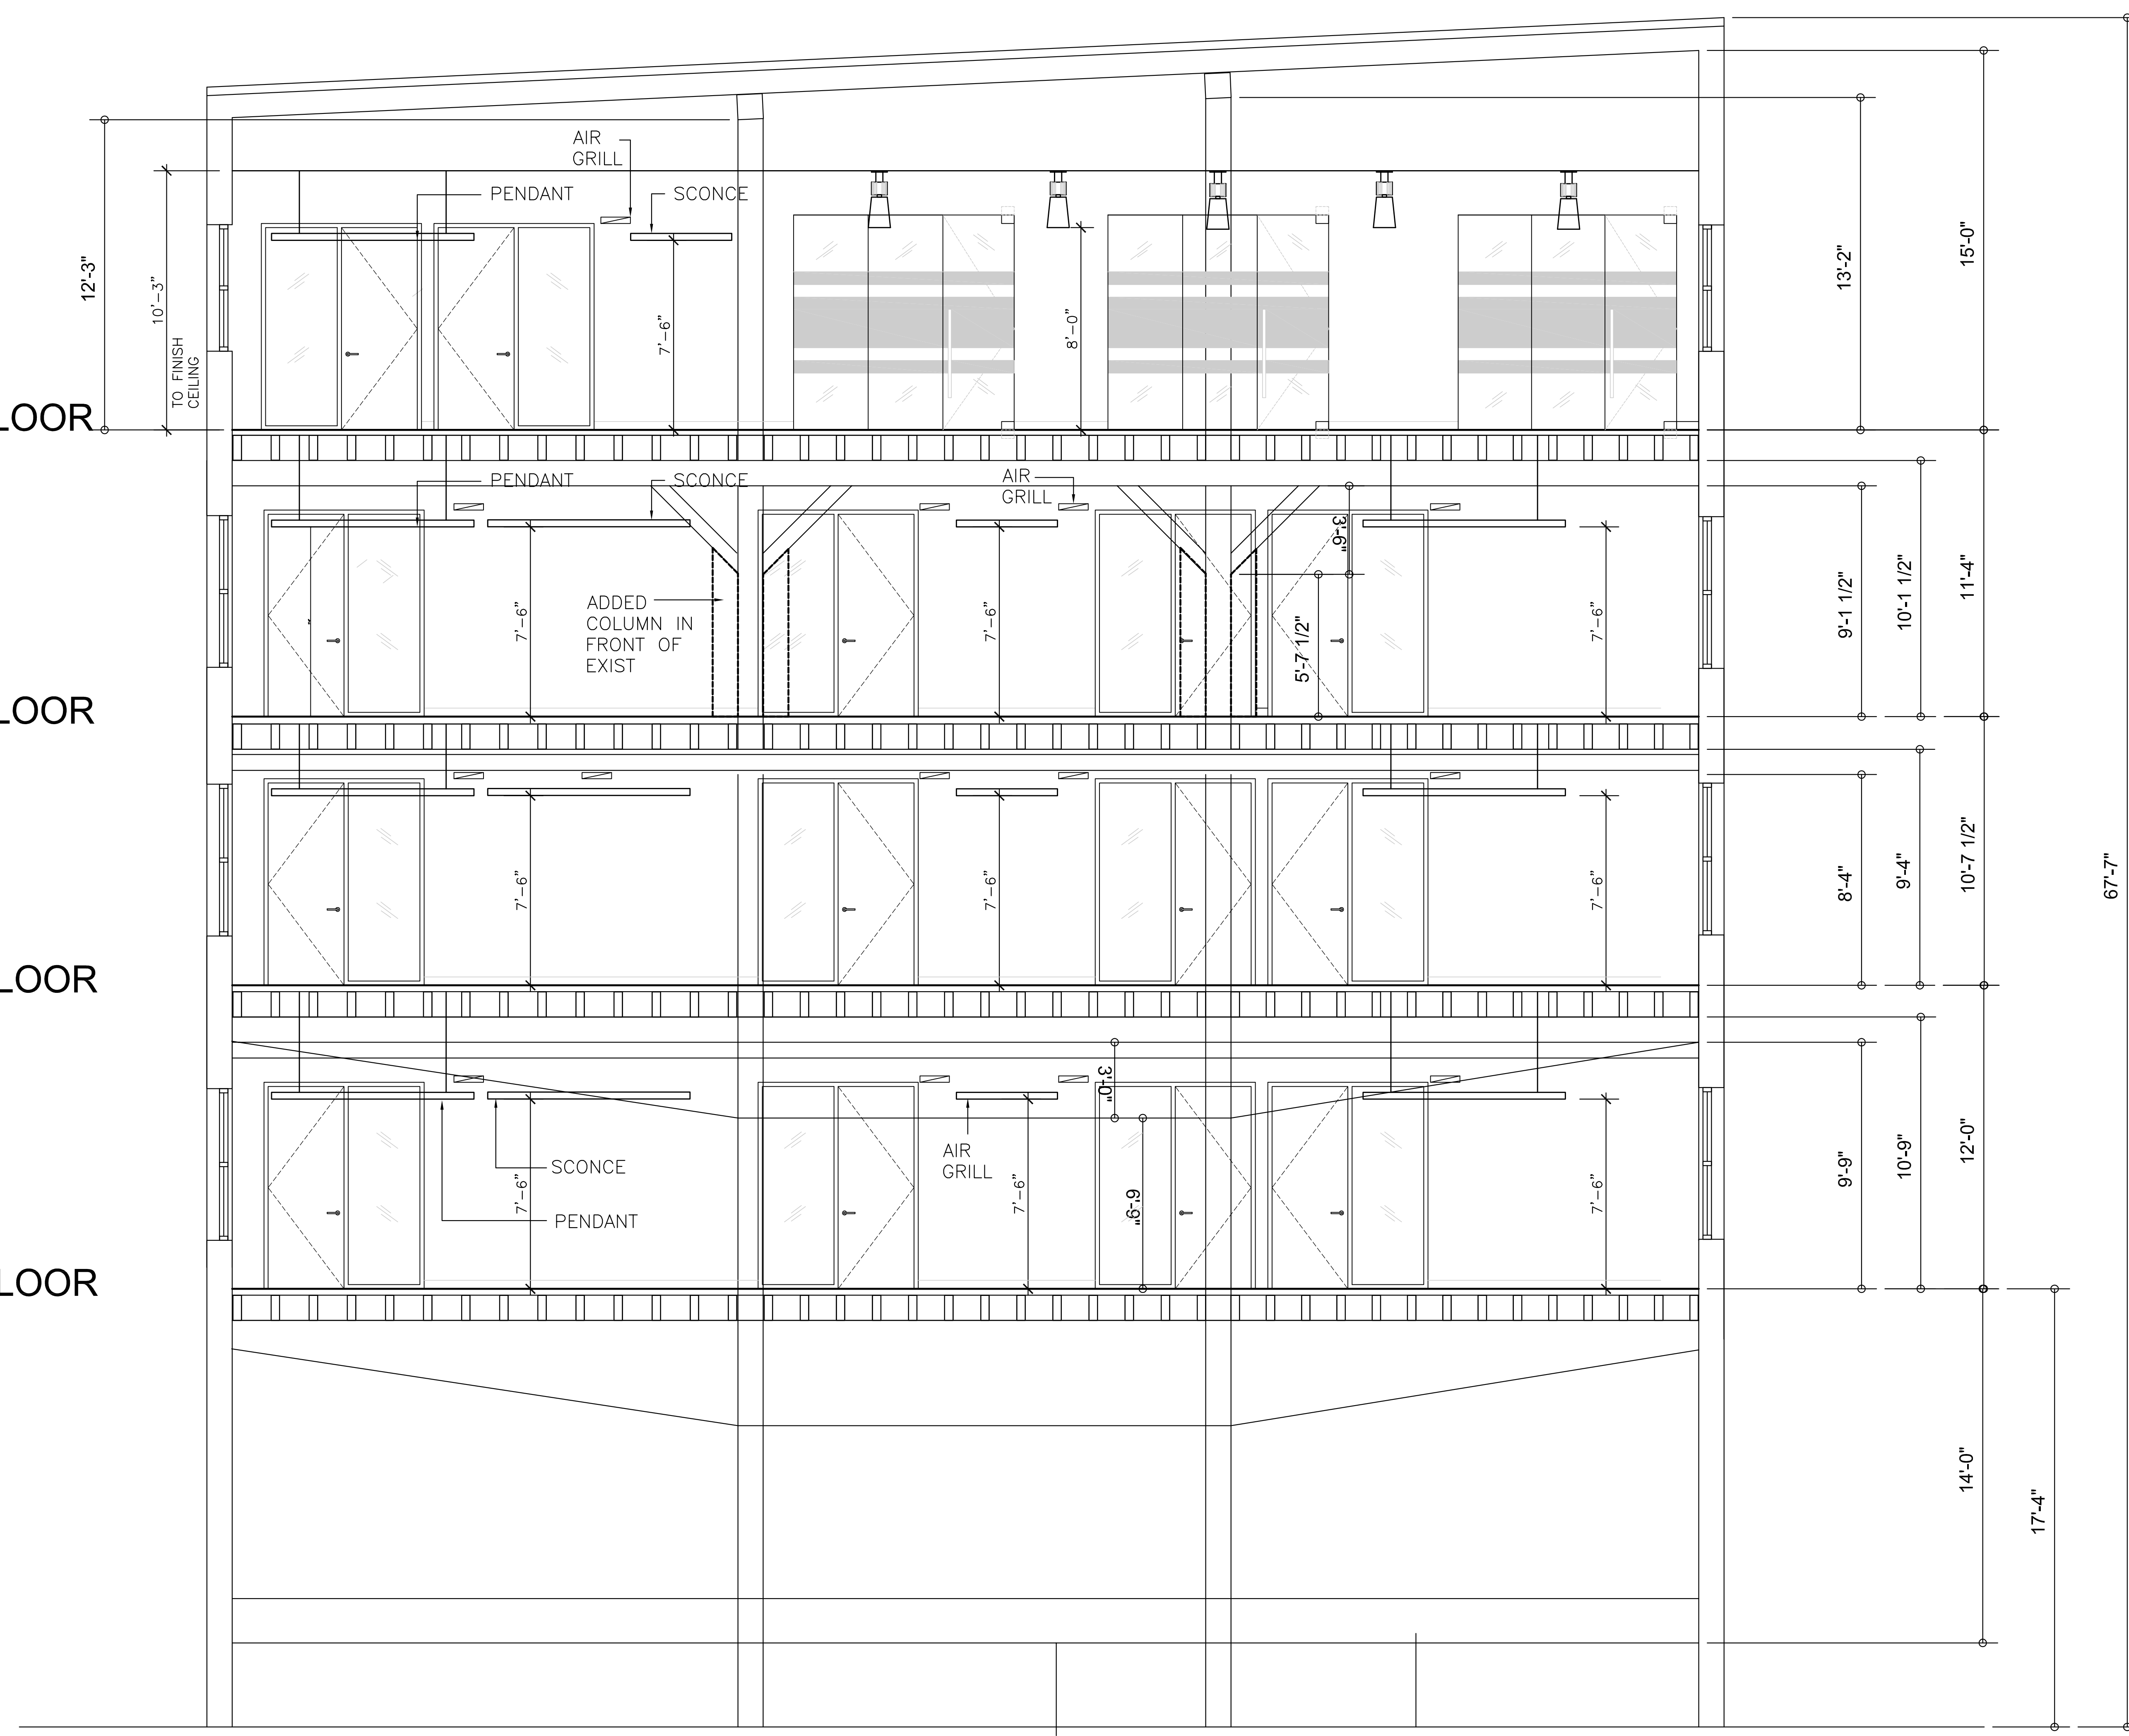 AIR
GRILL
PENDANT
SCONCE
12'-3"
10'-3"
TO FINISH
CEILING
7'-6"
8'-0"
13'-2"
15'-0"
LOOR
PENDANT
SCONCE
AIR
GRILL
3'-6"
ADDED
COLUMN IN
FRONT OF
EXIST
7'-6"
7'-6"
5'-7 1/2"
7'-6"
9'-1 1/2"
10'-1 1/2"
11'-4"
LOOR
7'-6"
7'-6"
7'-6"
8'-4"
9'-4"
10'-7 1/2"
67'-7"
LOOR
3'-0"
SCONCE
AIR
GRILL
PENDANT
7'-6"
7'-6"
6'-9"
7'-6"
9'-9"
10'-9"
12'-0"
LOOR
14'-0"
17'-4"